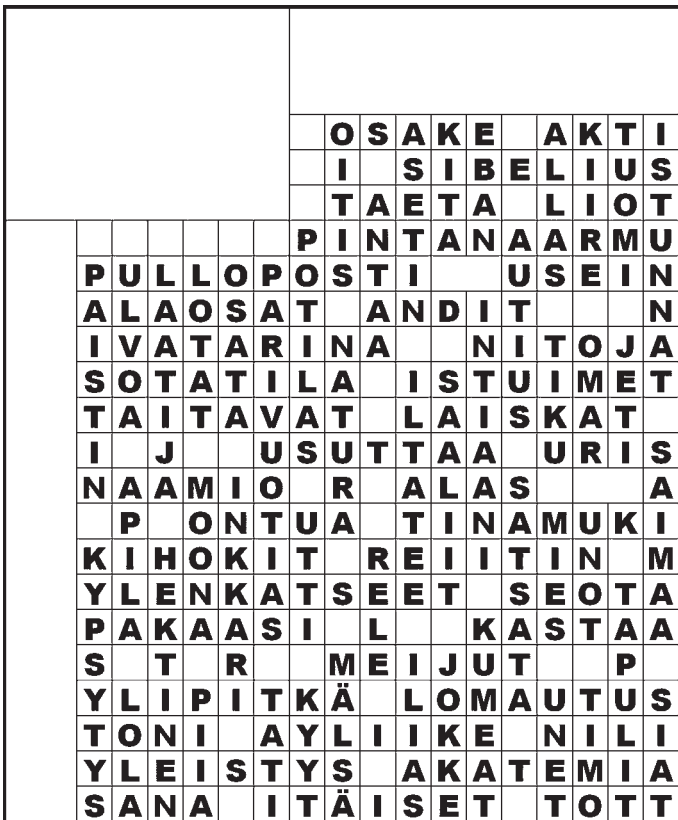 OSAKE AKTI
I SIBELIUS
TAETA LIOT
PINTANAARMU
PULLOPOSTI USEIN
ALAOSAT ANDIT N
IVATARINA NITOJA
SOTATILA ISTUIMET
TAITAVAT LAISKAT
I J USUTTAA URIS
NAAMIO R ALAS A
P ONTUA TINAMUKI
KIHOKIT REIITIN M
YLENKATSEET SEOTA
PAKAASI L KASTAA
S T R MEIJUT P
YLIPITKÄ LOMAUTUS
TONI AYLIIKE NILI
YLEISTYS AKATEMIA
SANA ITÄISET TOTT